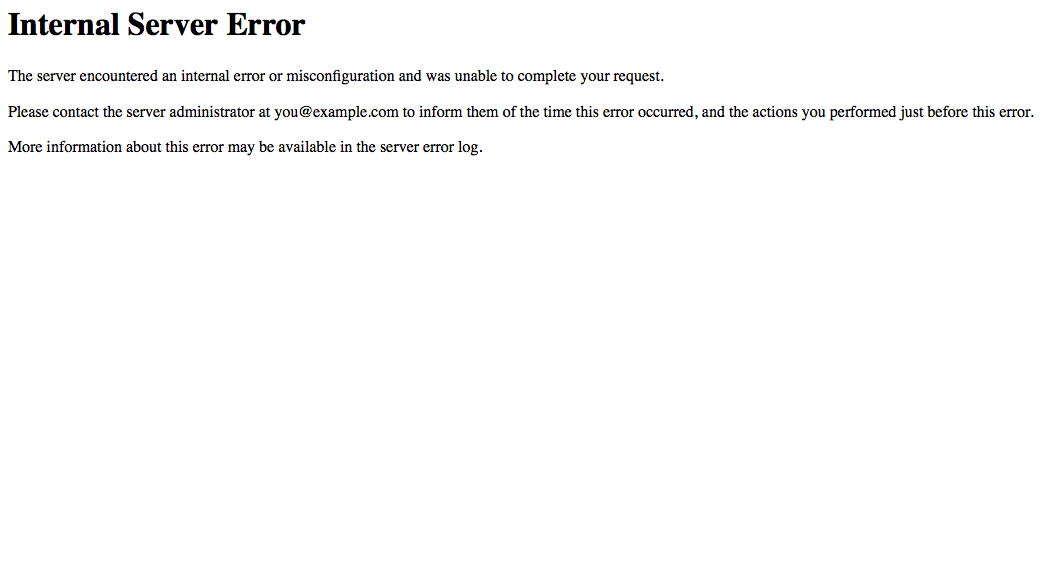 Internal Server Error
The server encountered an internal error or misconfiguration and was unable to complete your request.
Please contact the server administrator at you@example.com to inform them of the time this error occurred, and the actions you performed just before this error.
More information about this error may be available in the server error log.